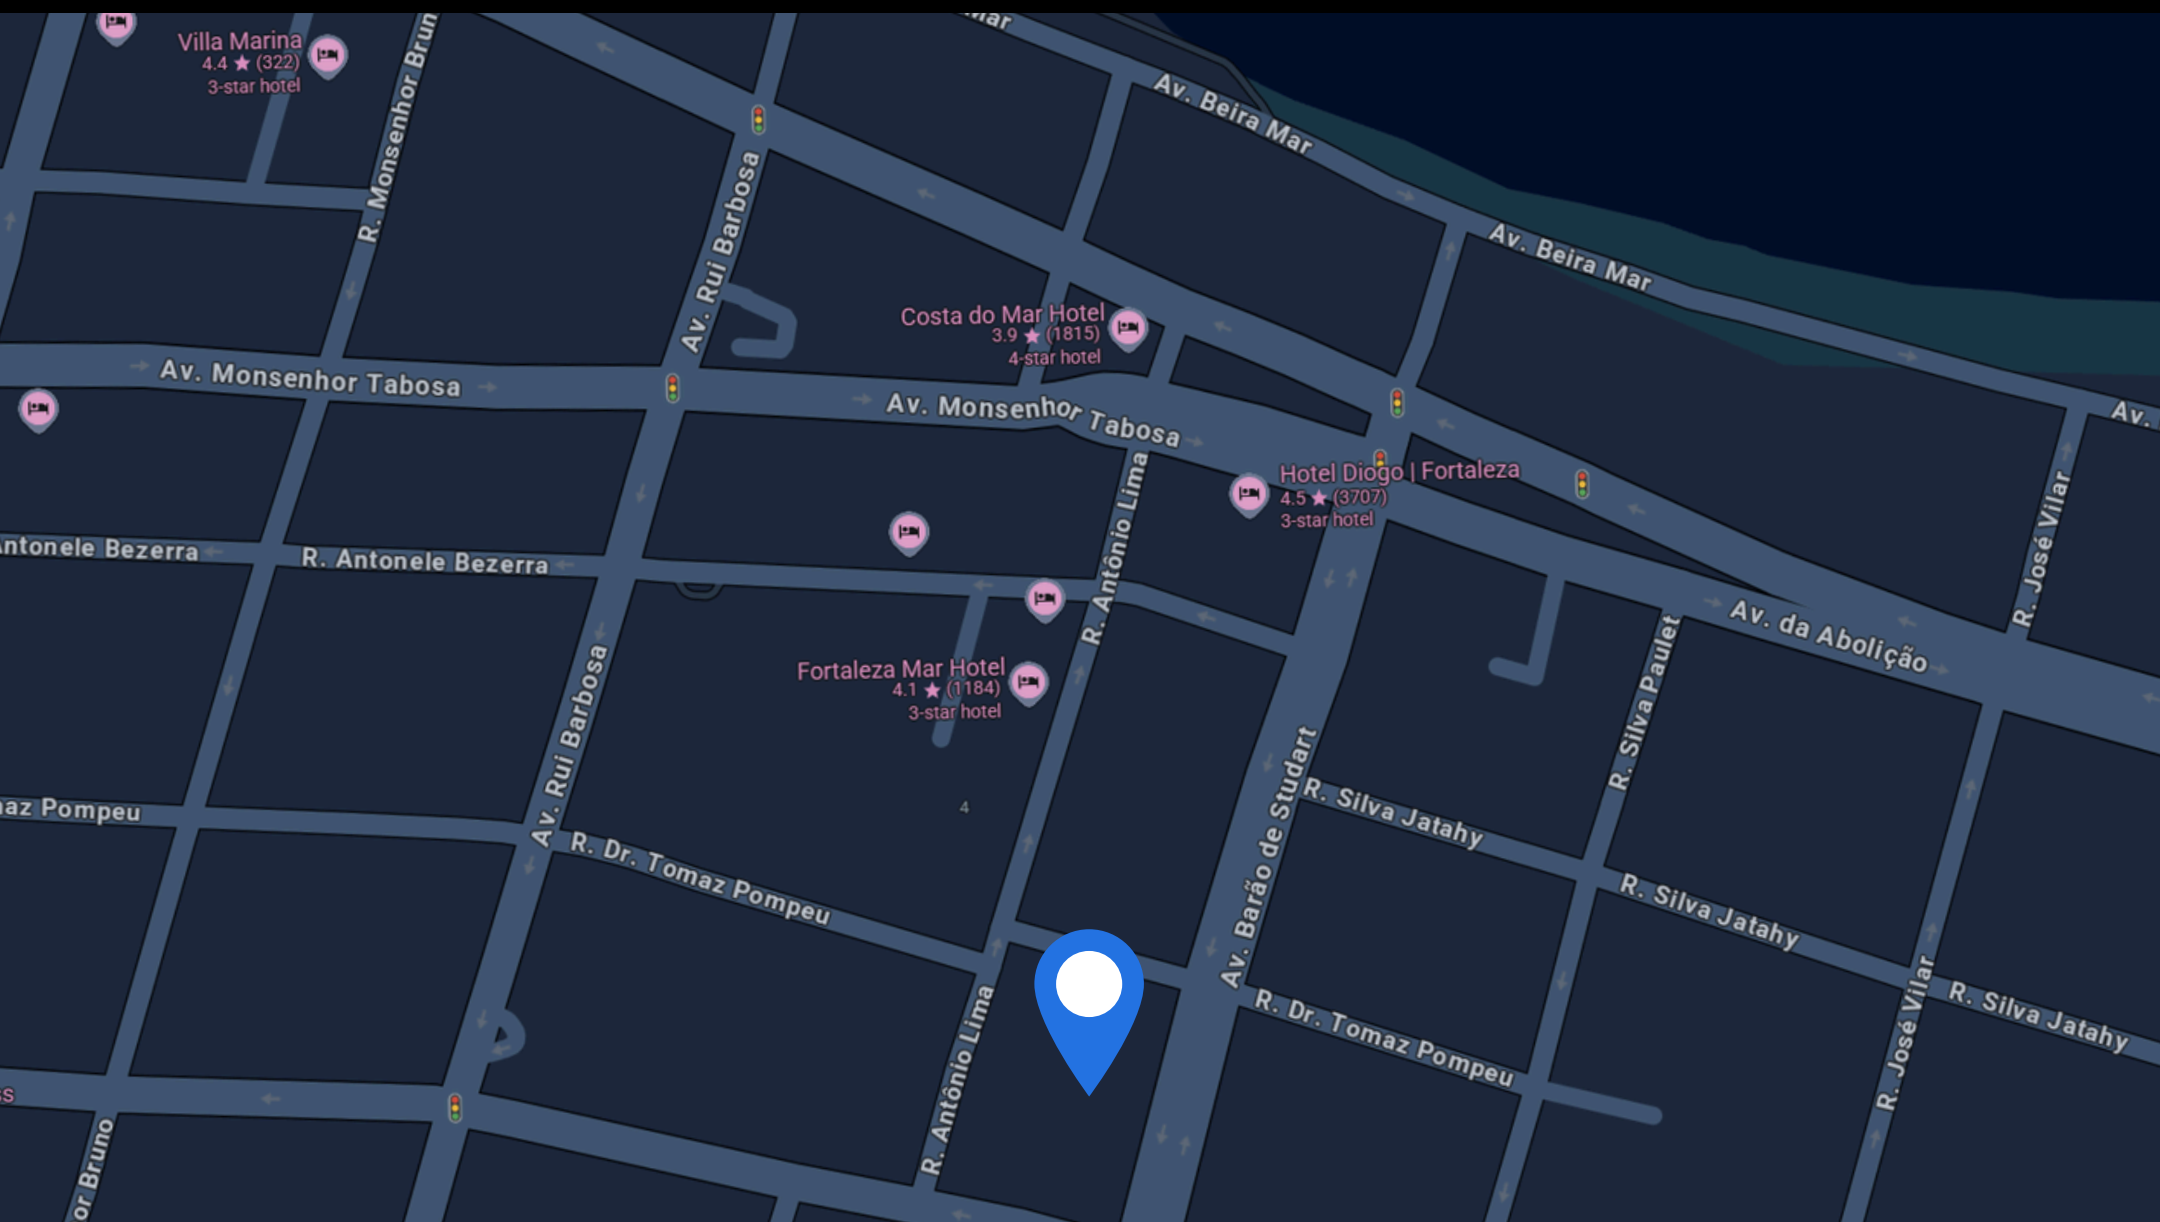 Mar
Villa Marina
4.4 ★ (322)
3-star hotel
R. Monsenhor Brun
Av. Beira Mar
Av. Rui Barbosa
Av. Beira Mar
Costa do Mar Hotel
3.9 ★ (1815)
4-star hotel
Av. Monsenhor Tabosa
Av. Monsenhor Tabosa
Av.
Hotel Diogo | Fortaleza
4.5 ★ (3707)
3-star hotel
R. Antônio Lima
R. José Vilar
Antonele Bezerra
R. Antonele Bezerra
Av. da Abolição
Fortaleza Mar Hotel
4.1 ★ (1184)
3-star hotel
R. Silva Paulet
Av. Rui Barbosa
4
naz Pompeu
R. Silva Jatahy
R. Dr. Tomaz Pompeu
Av. Barão de Studart
R. Silva Jatahy
R. Silva Jatahy
R. Dr. Tomaz Pompeu
R. Antônio Lima
R. José Vilar
ss
or Bruno